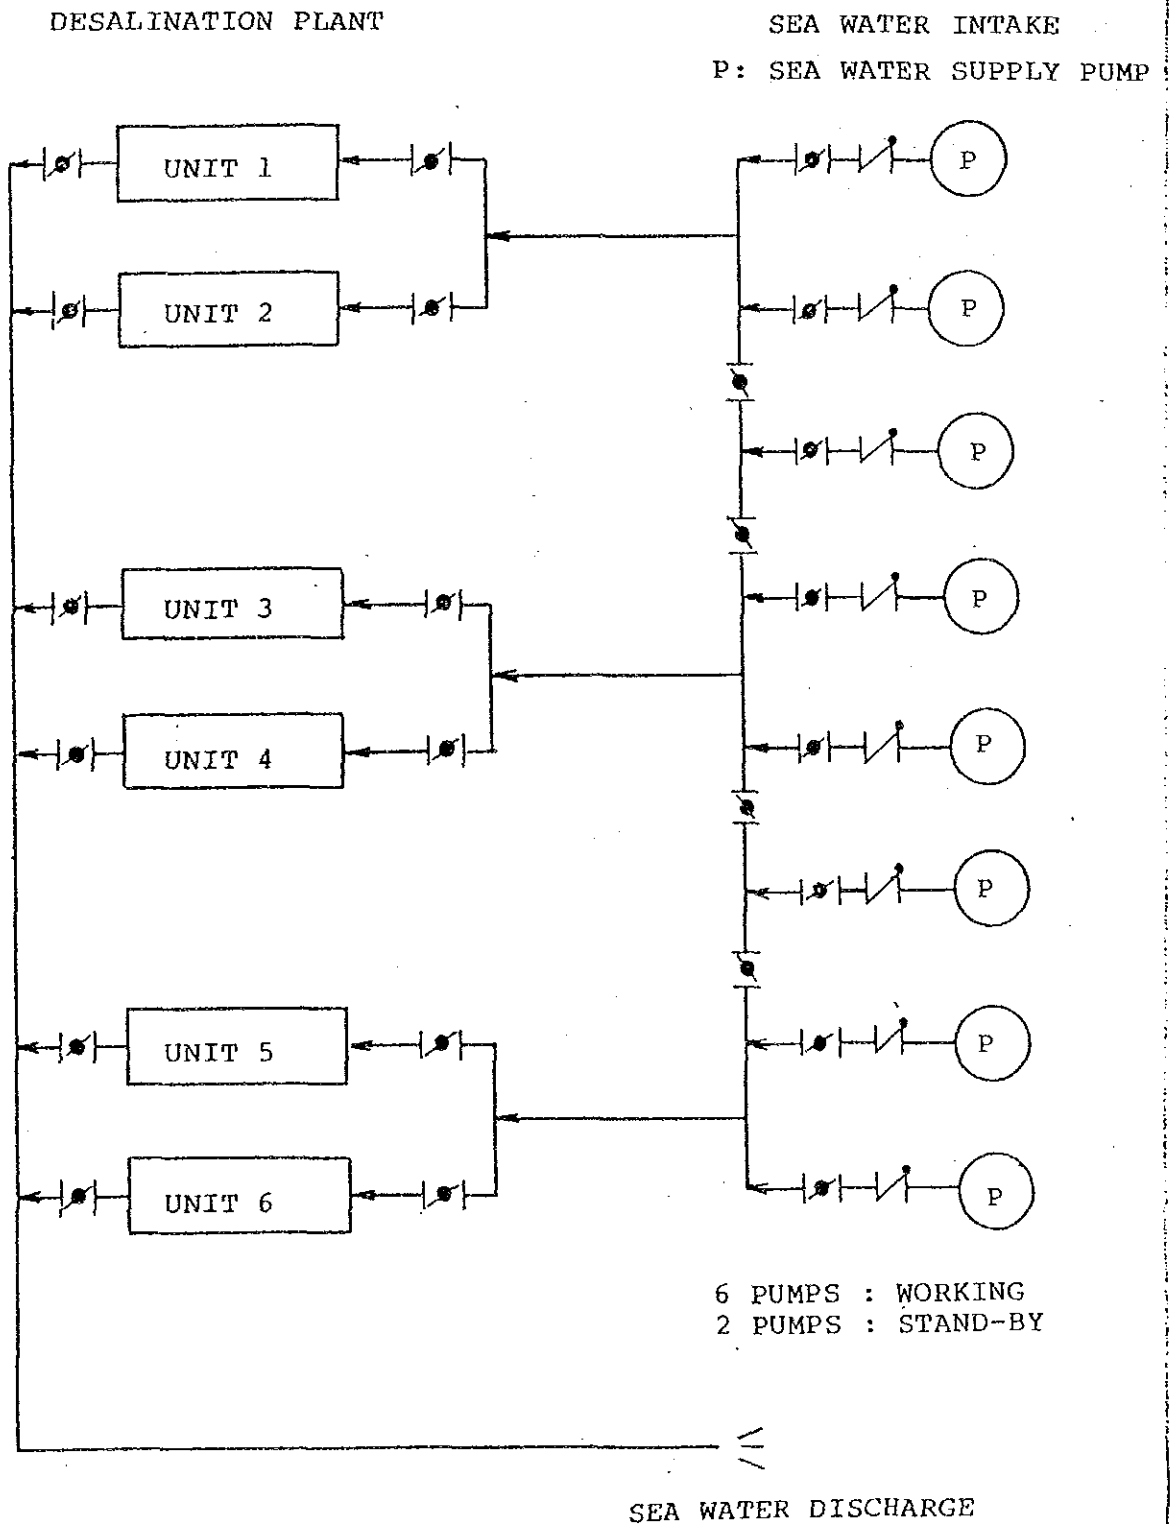 DESALINATION PLANT
SEA WATER INTAKE
P: SEA WATER SUPPLY PUMP
UNIT 1
P
UNIT 2
P
P
UNIT 3
P
UNIT 4
P
P
UNIT 5
P
UNIT 6
P
6 PUMPS : WORKING
2 PUMPS : STAND-BY
SEA WATER DISCHARGE